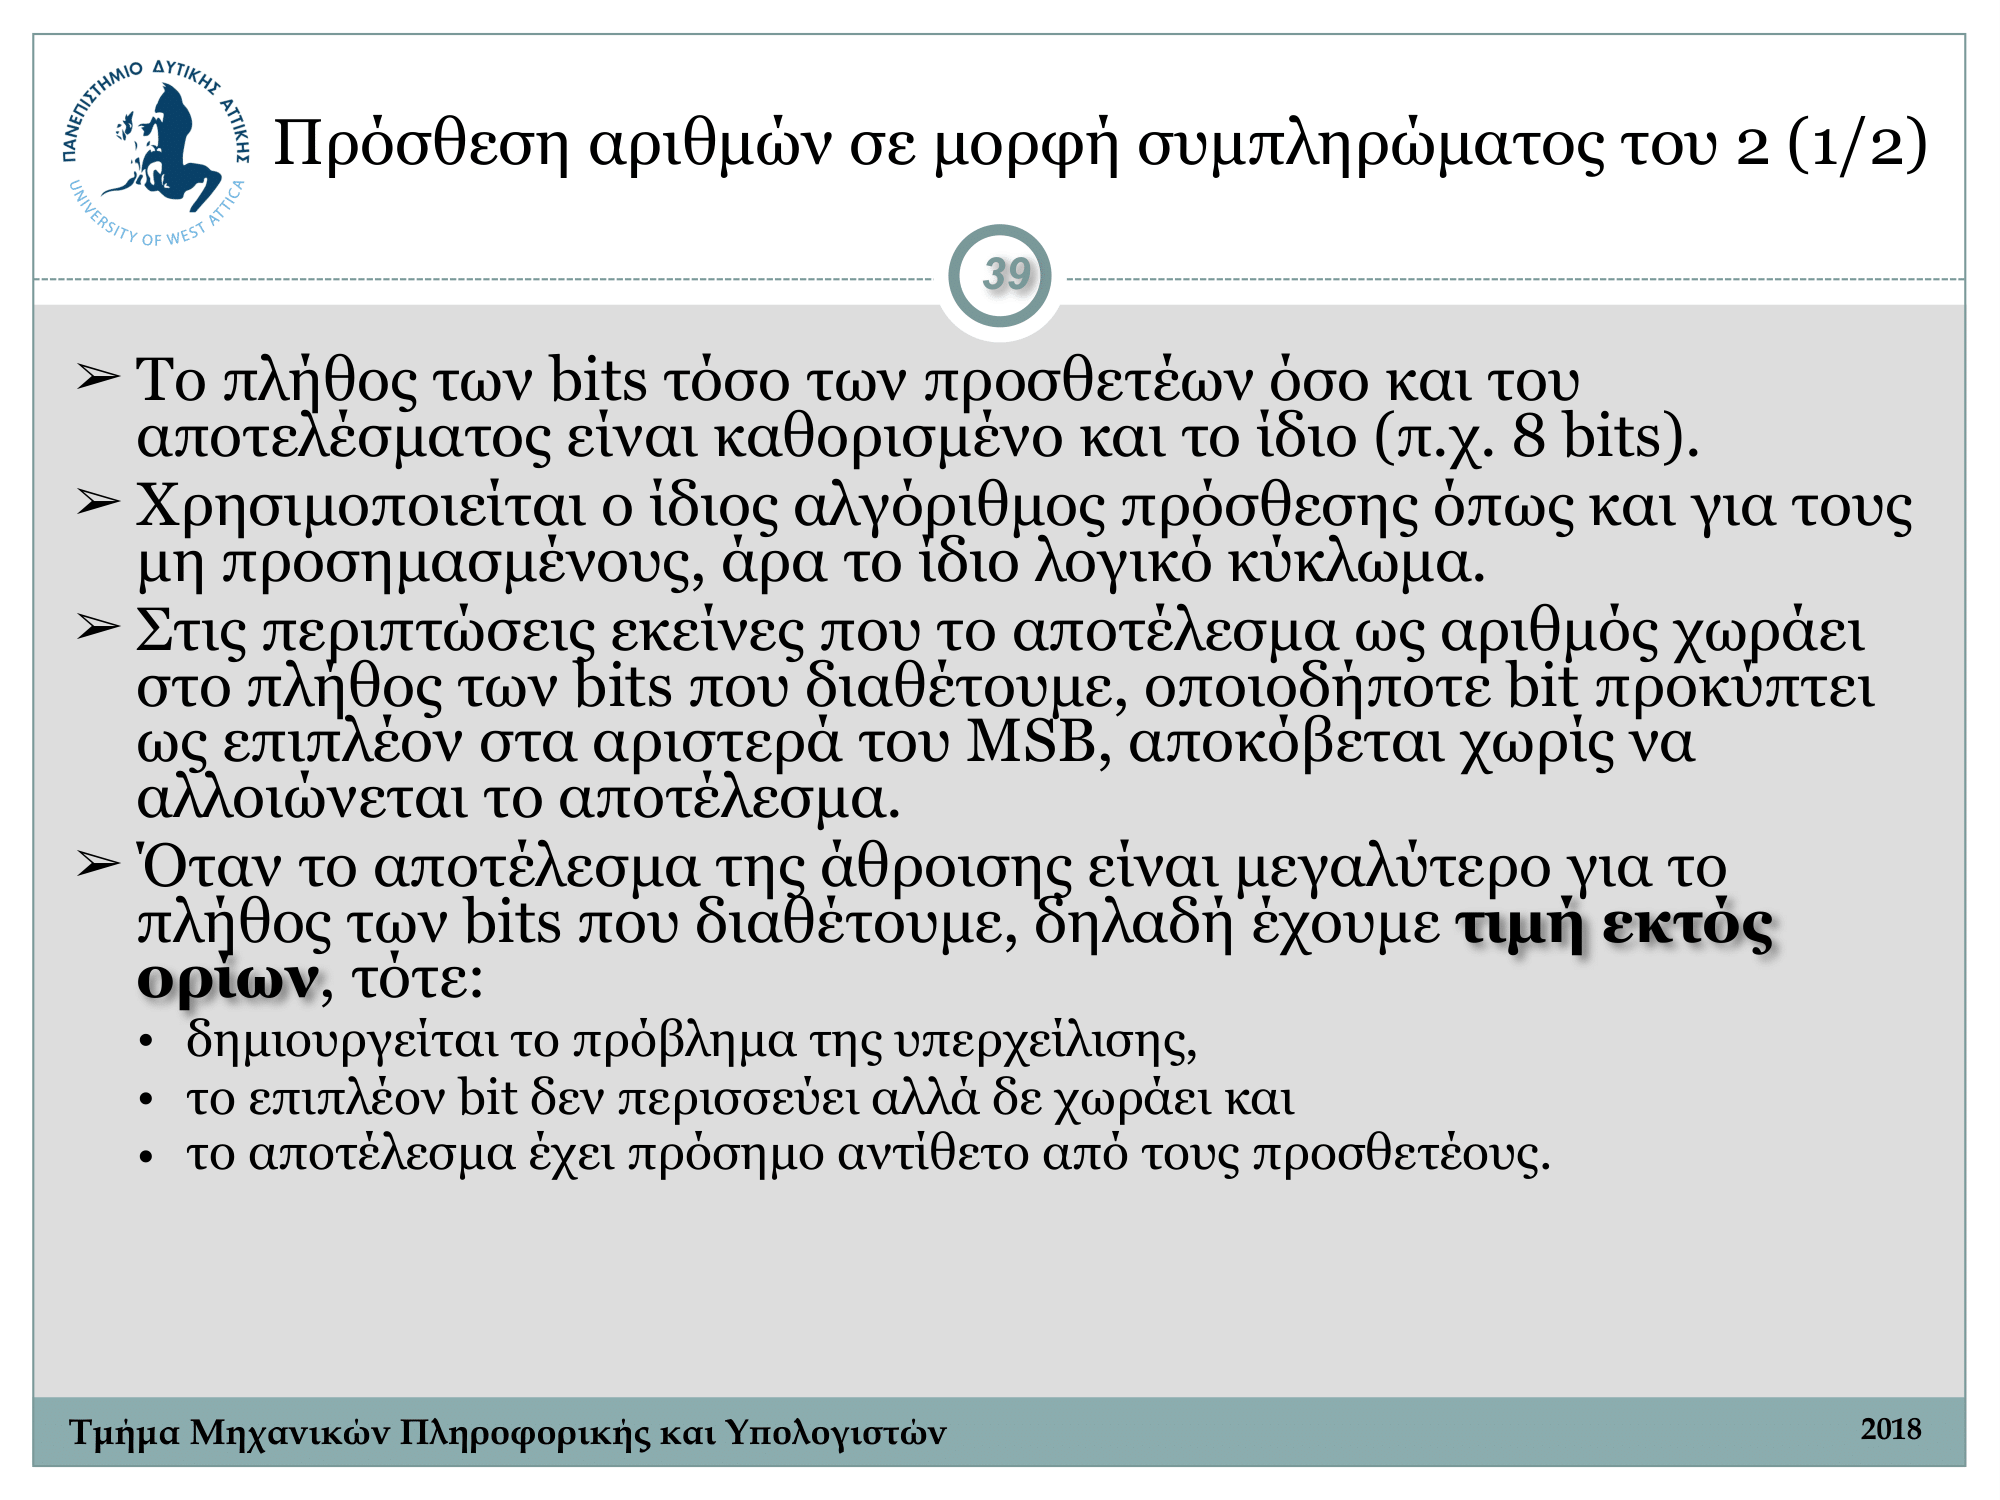 ΠΑΝΕΠΙΣΤΗΜΙΟ ΔΥΤΙΚΗΣ ΑΤΤΙΚΗΣ
UNIVERSITY OF WEST ATTICA
Πρόσθεση αριθμών σε μορφή συμπληρώματος του 2 (1/2)
39
➢ Το πλήθος των bits τόσο των προσθετέων όσο και του
αποτελέσματος είναι καθορισμένο και το ίδιο (π.χ. 8 bits).
➢ Χρησιμοποιείται ο ίδιος αλγόριθμος πρόσθεσης όπως και για τους
μη προσημασμένους, άρα το ίδιο λογικό κύκλωμα.
➢ Στις περιπτώσεις εκείνες που το αποτέλεσμα ως αριθμός χωράει
στο πλήθος των bits που διαθέτουμε, οποιοδήποτε bit προκύπτει
ως επιπλέον στα αριστερά του MSB, αποκόβεται χωρίς να
αλλοιώνεται το αποτέλεσμα.
➢ Όταν το αποτέλεσμα της άθροισης είναι μεγαλύτερο για το
πλήθος των bits που διαθέτουμε, δηλαδή έχουμε τιμή εκτός
ορίων, τότε:
• δημιουργείται το πρόβλημα της υπερχείλισης,
• το επιπλέον bit δεν περισσεύει αλλά δε χωράει και
• το αποτέλεσμα έχει πρόσημο αντίθετο από τους προσθετέους.
Τμήμα Μηχανικών Πληροφορικής και Υπολογιστών
2018